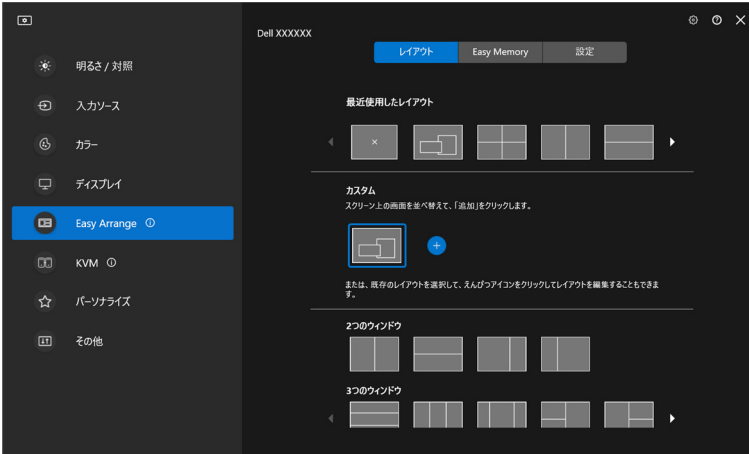 Dell XXXXXX
明るさ / 対照
入力ソース
カラー
ディスプレイ
Easy Arrange
KVM
パーソナライズ
その他
レイアウト
Easy Memory
設定
最近使用したレイアウト
カスタム
スクリーン上の画面を並べ替えて、「追加」をクリックします。
または、既存のレイアウトを選択して、えんぴつアイコンをクリックしてレイアウトを編集することもできま
す。
2つのウィンドウ
3つのウィンドウ